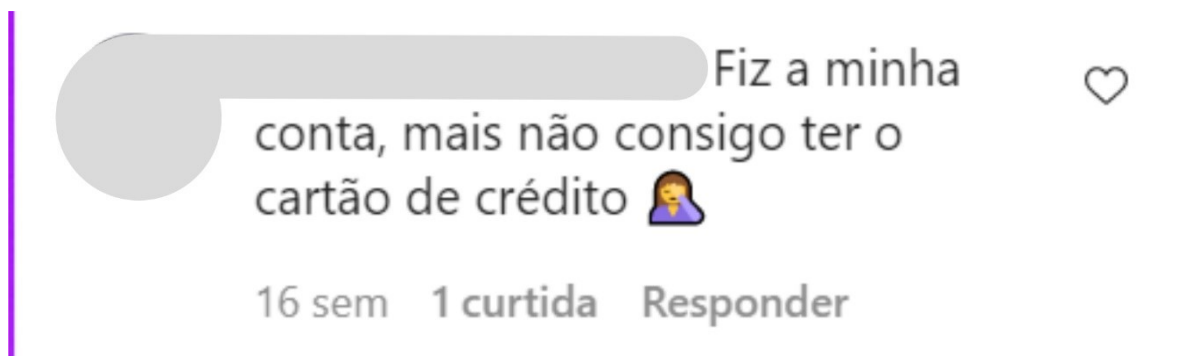 Fiz a minha
conta, mais não consigo ter o
cartão de crédito 🤦‍♀️
16 sem 1 curtida Responder